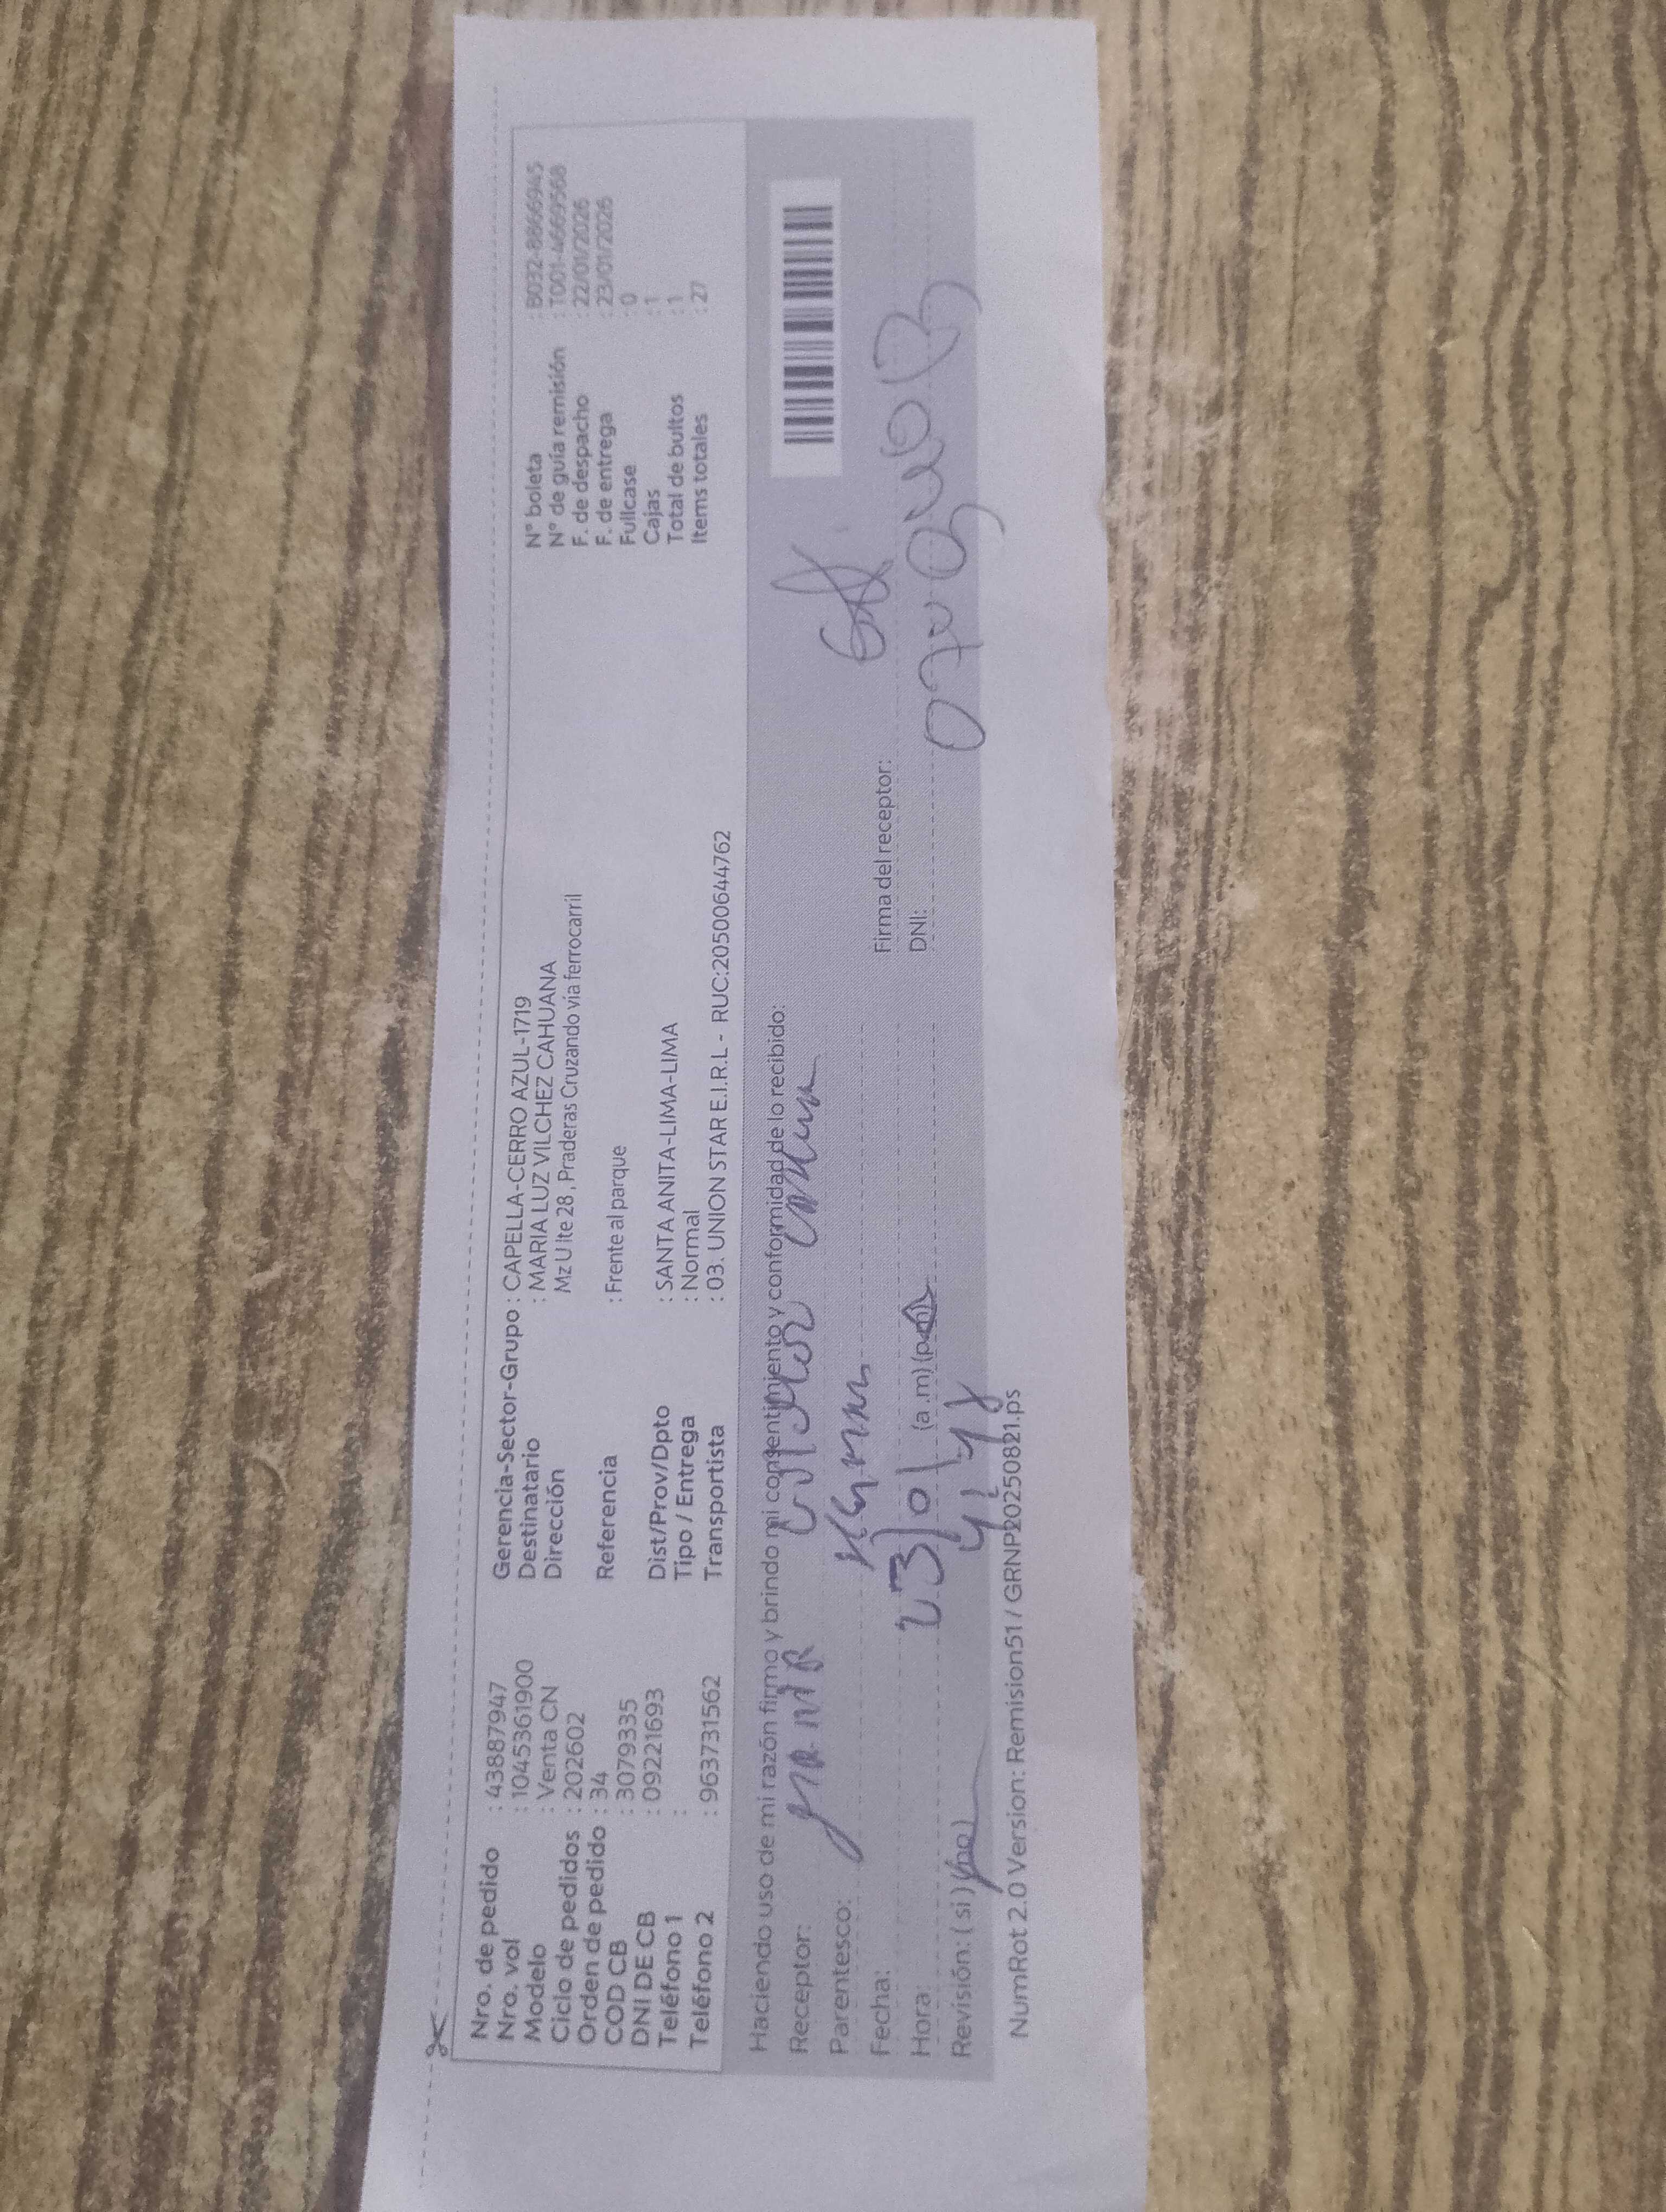 Nro. de pedido : 43887947
Nro. vol : 1045361900
Modelo : Venta CN
Ciclo de pedidos : 202602
Orden de pedido : 34
COD CB : 3079335
DNI DE CB : 09221693
Teléfono 1 :
Teléfono 2 : 963731562
Gerencia-Sector-Grupo : CAPELLA-CERRO AZUL-1719
Destinatario : MARIA LUZ VILCHEZ CAHUANA
Dirección Mz U lte 28 , Praderas Cruzando via ferrocarril
Referencia : Frente al parque
Dist/Prov/Dpto : SANTA ANITA-LIMA-LIMA
Tipo / Entrega : Normal
Transportista : 03. UNION STAR E.I.R.L - RUC:20500644762
N° boleta : B032-8866945
N° de guía remisión : T001-4669568
F. de despacho : 22/01/2026
F. de entrega : 23/01/2026
Fullcase : 0
Cajas : 1
Total de bultos : 1
Items totales : 27
Haciendo uso de mi razón firmo y brindo mi consentimiento y conformidad de lo recibido:
Receptor:
Parentesco:
Fecha: 23/01
Hora: (a .m) (p.m)
Revisión: ( si ) (no)
Firma del receptor:
DNI:
NumRot 2.0 Version: Remision51 / GRNP20250821.ps